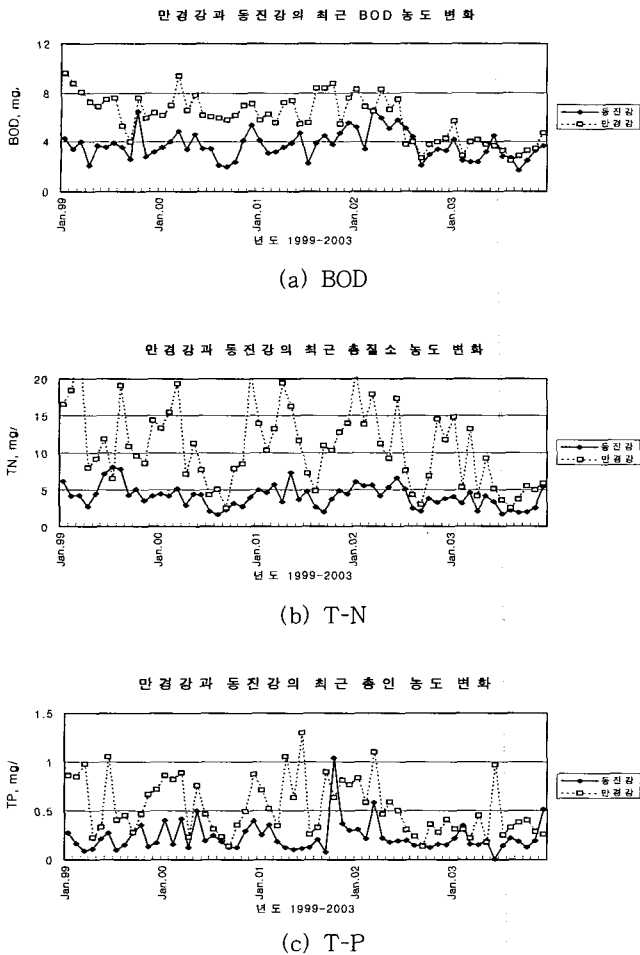 만경강과 동진강의 최근 BOD 농도 변화
12
8
4
0
BOD, mg,
Jan.99
Jan.00
Jan.01
Jan.02
Jan.03
년도 1999-2003
동진강
만경강
(a) BOD
만경강과 동진강의 최근 총질소 농도 변화
20
15
10
5
0
TN, mg/
Jan.99
Jan.00
Jan.01
Jan.02
Jan.03
년도 1999-2003
동진강
만경강
(b) T-N
만경강과 동진강의 최근 총인 농도 변화
1.5
1
0.5
0
TP, mg/
Jan.99
Jan.00
Jan.01
Jan.02
Jan.03
년도 1999-2003
동진강
만경강
(c) T-P